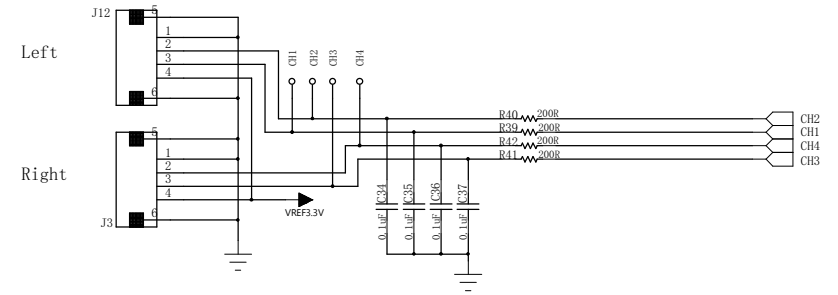 J12
5
1
2
3
4
6
Left
CH1
CH2
CH3
CH4
R40 200R
R39 200R
R42 200R
R41 200R
CH2
CH1
CH4
CH3
5
1
2
3
4
6
Right
J3
VREF3.3V
C34
C35
C36
C37
0.1uF
0.1uF
0.1uF
0.1uF